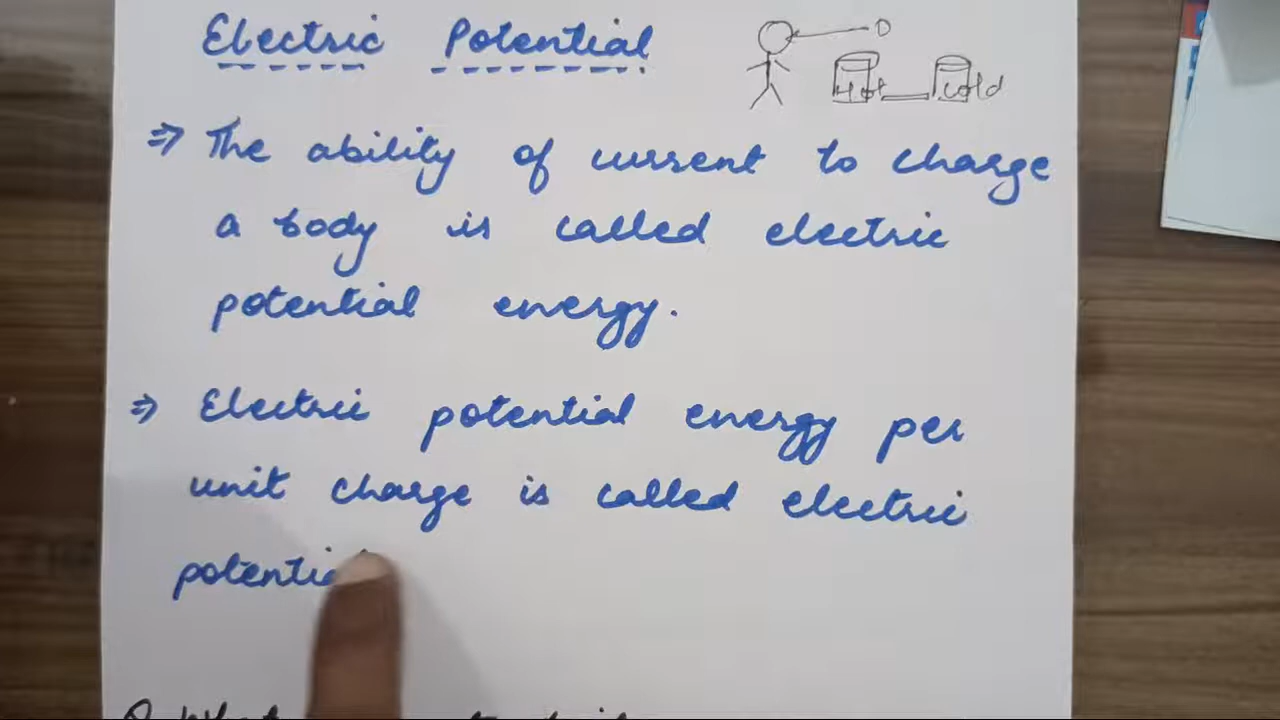 Electric Potential
Hot cold
⇒ The ability of current to charge
a body is called electric
potential energy.
⇒ Electric potential energy per
unit charge is called electric